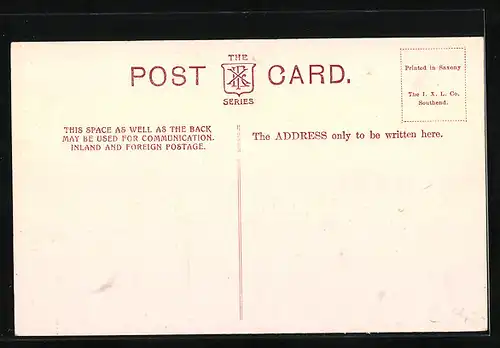 THE
POST CARD.
IXL
SERIES
Printed in Saxony
The I. X. L. Co.
Southend.
THIS SPACE AS WELL AS THE BACK
MAY BE USED FOR COMMUNICATION.
INLAND AND FOREIGN POSTAGE.
The ADDRESS only to be written here.